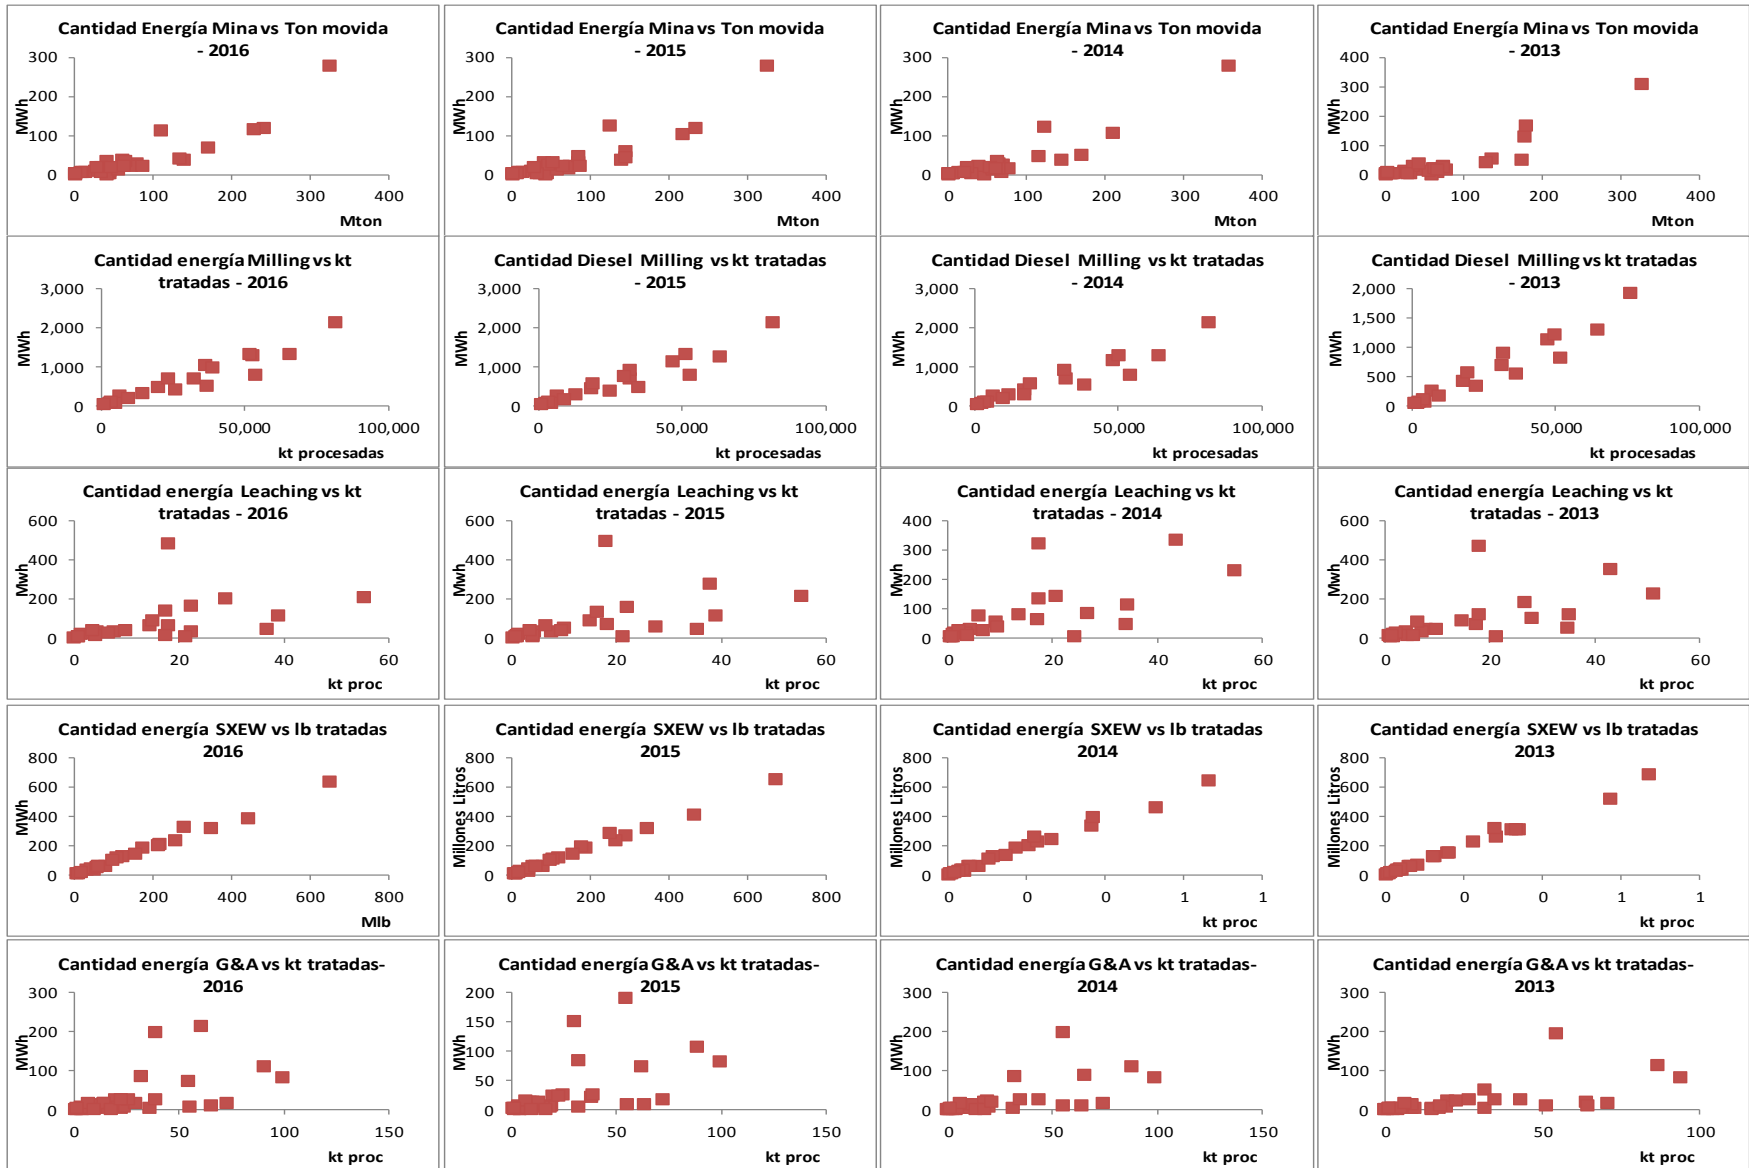 Cantidad Energía Mina vs Ton movida
- 2016
300
200
100
0
MWh
0 100 200 300 400
Mton
Cantidad Energía Mina vs Ton movida
- 2015
300
200
100
0
MWh
0 100 200 300 400
Mton
Cantidad Energía Mina vs Ton movida
- 2014
300
200
100
0
MWh
0 100 200 300 400
Mton
Cantidad Energía Mina vs Ton movida
- 2013
400
300
200
100
0
MWh
0 100 200 300 400
Mton
Cantidad energía Milling vs kt
tratadas - 2016
3,000
2,000
1,000
0
MWh
0 50,000 100,000
kt procesadas
Cantidad Diesel Milling vs kt tratadas
- 2015
3,000
2,000
1,000
0
MWh
0 50,000 100,000
kt procesadas
Cantidad Diesel Milling vs kt tratadas
- 2014
3,000
2,000
1,000
0
MWh
0 50,000 100,000
kt procesadas
Cantidad Diesel Milling vs kt tratadas
- 2013
2,000
1,500
1,000
500
0
MWh
0 50,000 100,000
kt procesadas
Cantidad energía Leaching vs kt
tratadas - 2016
600
400
200
0
Mwh
0 20 40 60
kt proc
Cantidad energía Leaching vs kt
tratadas - 2015
600
400
200
0
Mwh
0 20 40 60
kt proc
Cantidad energía Leaching vs kt
tratadas - 2014
400
300
200
100
0
Mwh
0 20 40 60
kt proc
Cantidad energía Leaching vs kt
tratadas - 2013
600
400
200
0
Mwh
0 20 40 60
kt proc
Cantidad energía SXEW vs lb tratadas
2016
800
600
400
200
0
MWh
0 200 400 600 800
Mlb
Cantidad energía SXEW vs lb tratadas
2015
800
600
400
200
0
Millones Litros
0 200 400 600 800
kt proc
Cantidad energía SXEW vs lb tratadas
2014
800
600
400
200
0
Millones Litros
0 0 0 1 1
kt proc
Cantidad energía SXEW vs lb tratadas
2013
800
600
400
200
0
Millones Litros
0 0 0 1 1
kt proc
Cantidad energía G&A vs kt tratadas-
2016
300
200
100
0
MWh
0 50 100 150
kt proc
Cantidad energía G&A vs kt tratadas-
2015
200
150
100
50
0
MWh
0 50 100 150
kt proc
Cantidad energía G&A vs kt tratadas-
2014
300
200
100
0
MWh
0 50 100 150
kt proc
Cantidad energía G&A vs kt tratadas-
2013
300
200
100
0
MWh
0 50 100
kt proc